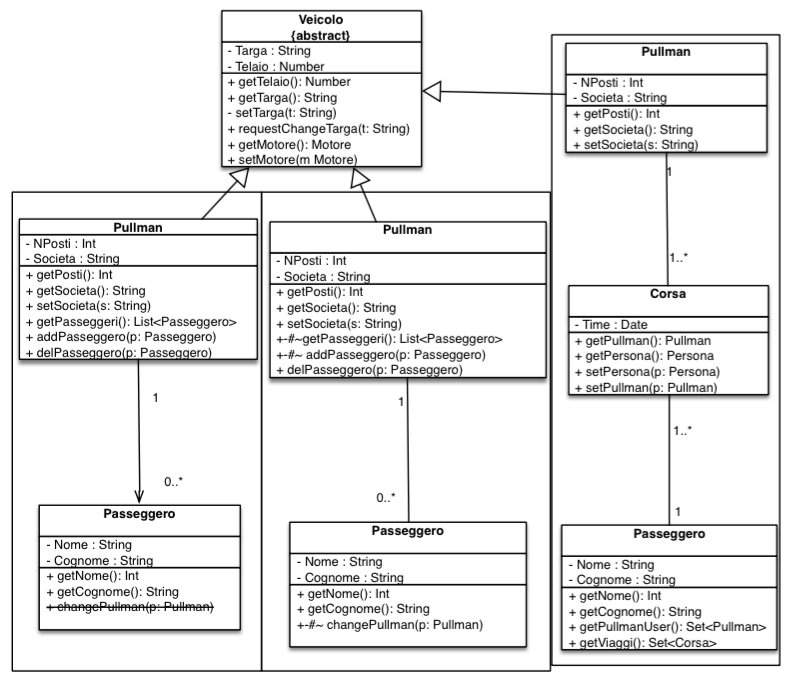 Veicolo
{abstract}
- Targa : String
- Telaio : Number
+ getTelaio(): Number
+ getTarga(): String
- setTarga(t: String)
+ requestChangeTarga(t: String)
+ getMotore(): Motore
+ setMotore(m Motore)
Pullman
- NPosti : Int
- Societa : String
+ getPosti(): Int
+ getSocieta(): String
+ setSocieta(s: String)
+ getPasseggeri(): List<Passeggero>
+ addPasseggero(p: Passeggero)
+ delPasseggero(p: Passeggero)
1
0..*
Passeggero
- Nome : String
- Cognome : String
+ getNome(): Int
+ getCognome(): String
+ changePullman(p: Pullman)
Pullman
- NPosti : Int
- Societa : String
+ getPosti(): Int
+ getSocieta(): String
+ setSocieta(s: String)
+-#~getPasseggeri(): List<Passeggero>
+-#~ addPasseggero(p: Passeggero)
+ delPasseggero(p: Passeggero)
1
0..*
Passeggero
- Nome : String
- Cognome : String
+ getNome(): Int
+ getCognome(): String
+-#~ changePullman(p: Pullman)
Pullman
- NPosti : Int
- Societa : String
+ getPosti(): Int
+ getSocieta(): String
+ setSocieta(s: String)
1
1..*
Corsa
- Time : Date
+ getPullman(): Pullman
+ getPersona(): Persona
+ setPersona(p: Persona)
+ setPullman(p: Pullman)
1..*
1
Passeggero
- Nome : String
- Cognome : String
+ getNome(): Int
+ getCognome(): String
+ getPullmanUser(): Set<Pullman>
+ getViaggi(): Set<Corsa>